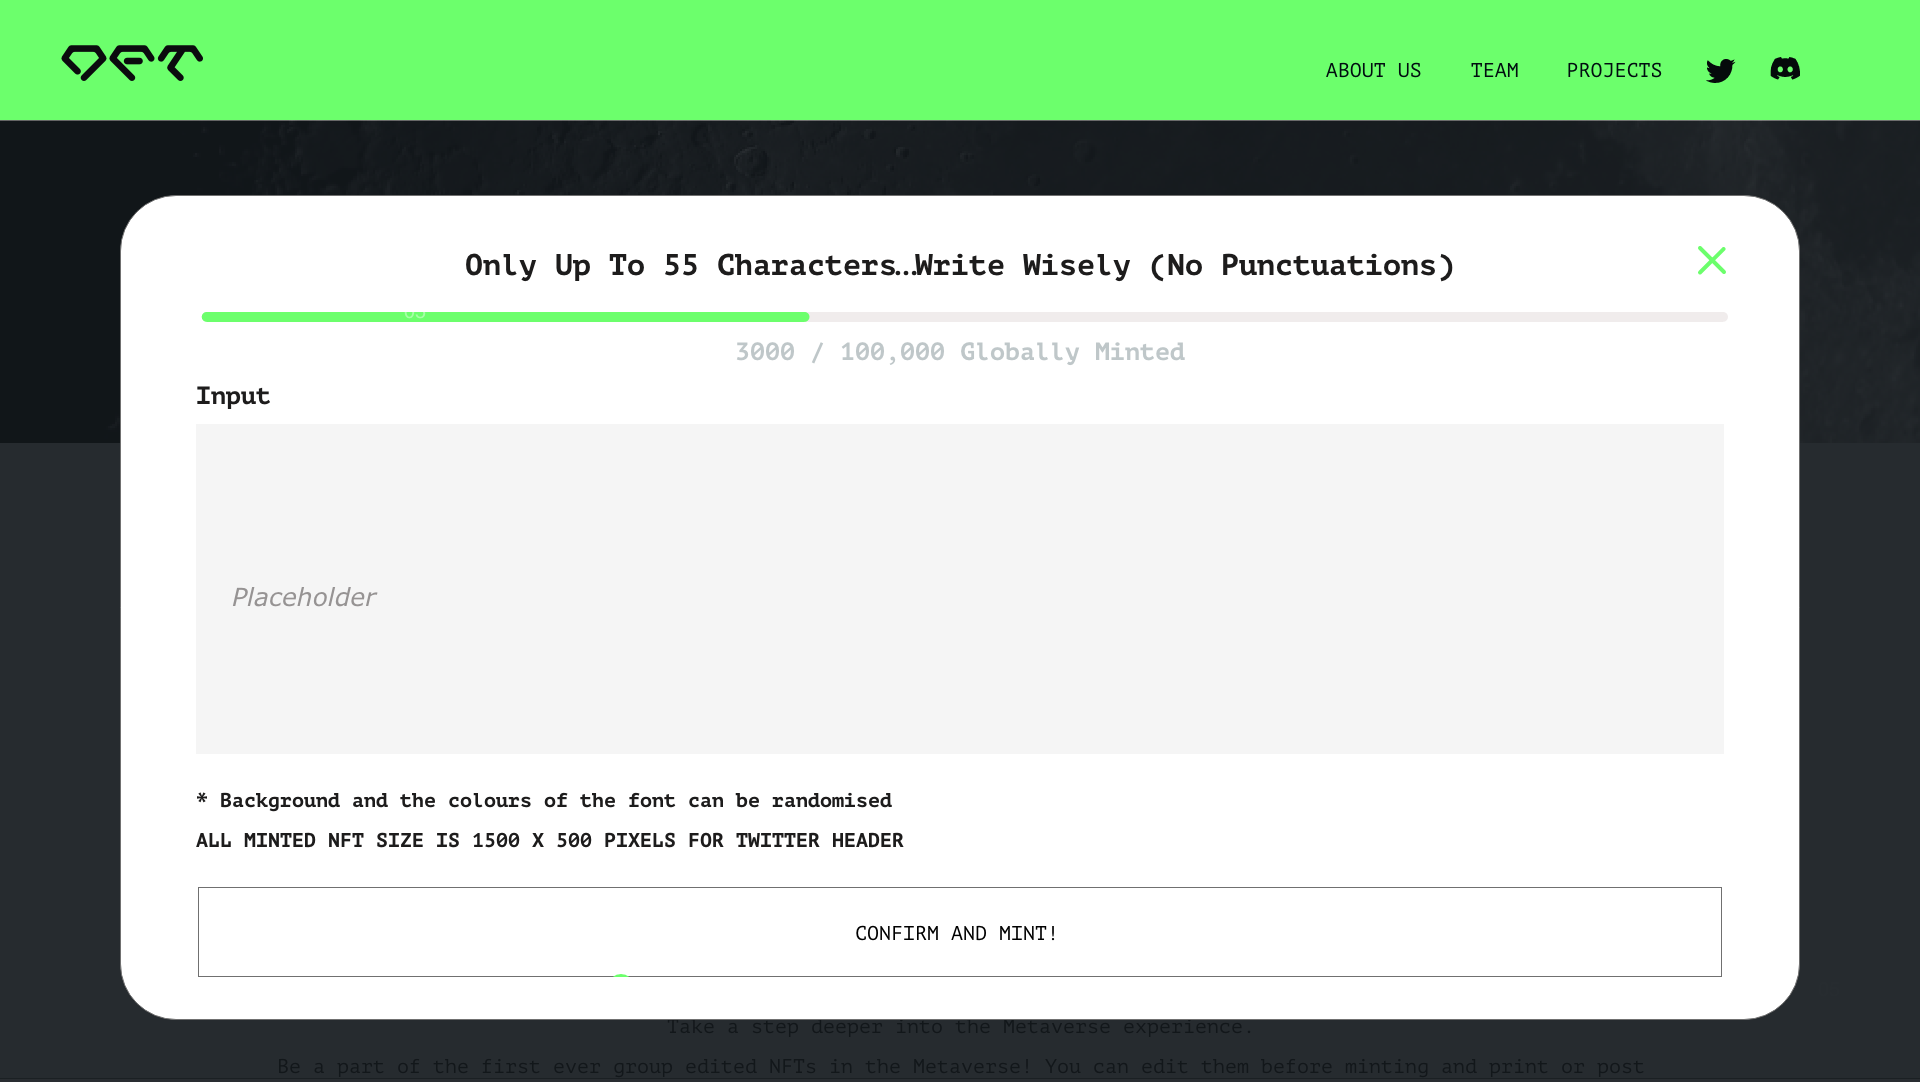 ABOUT US TEAM PROJECTS
Only Up To 55 Characters…Write Wisely (No Punctuations)
3000 / 100,000 Globally Minted
Input
Placeholder
* Background and the colours of the font can be randomised
ALL MINTED NFT SIZE IS 1500 X 500 PIXELS FOR TWITTER HEADER
CONFIRM AND MINT!
Take a step deeper into the Metaverse experience.
Be a part of the first ever group edited NFTs in the Metaverse! You can edit them before minting and print or post